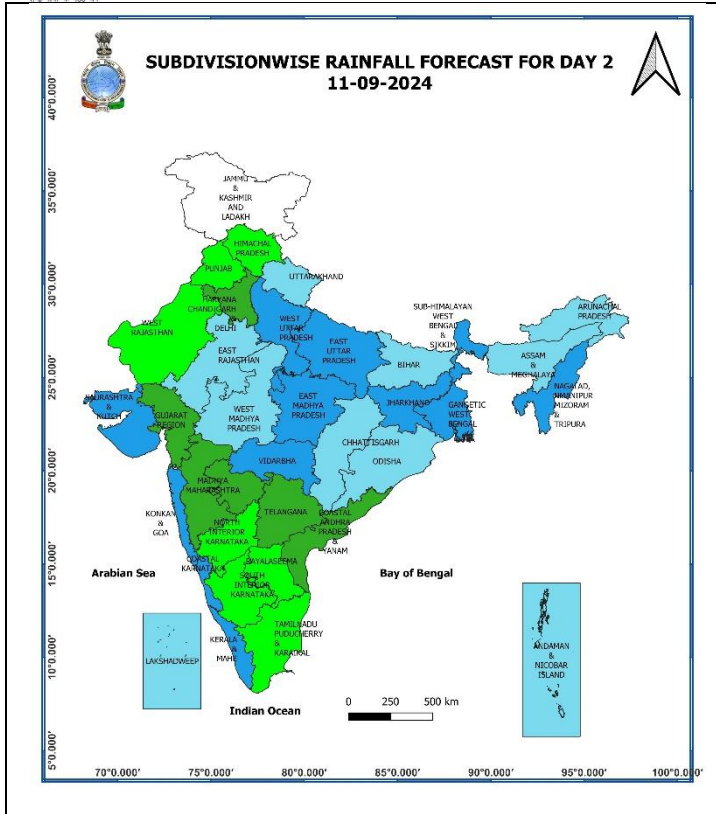 SUBDIVISIONWISE RAINFALL FORECAST FOR DAY 2
11-09-2024
40°0.000'
35°0.000'
30°0.000'
25°0.000'
20°0.000'
15°0.000'
10°0.000'
5°0.000'
JAMMU
&
KASHMIR
AND
LADAKH
HIMACHAL
PRADESH
PUNJAB
UTTARAKHAND
HARYANA
CHANDIGARH
DELHI
WEST
RAJASTHAN
EAST
RAJASTHAN
WEST
UTTAR
PRADESH
EAST
UTTAR
PRADESH
SUB-HIMALAYAN
WEST
BENGAL
&
SIKKIM
ARUNACHAL
PRADESH
BIHAR
ASSAM
&
MEGHALAYA
SAURASHTRA
&
KUTCH
GUJARAT
REGION
WEST
MADHYA
PRADESH
EAST
MADHYA
PRADESH
JHARKHAND
GANGETIC
WEST
BENGAL
MIZORAM
&
TRIPURA
CHHATTISGARH
ODISHA
VIDARBHA
MADHYA
MAHARASHTRA
TELANGANA
KONKAN
&
GOA
NORTH
INTERIOR
KARNATAKA
COASTAL
ANDHRA
PRADESH
&
YANAM
COASTAL
KARNATAKA
RAYALASEEMA
SOUTH
INTERIOR
KARNATAKA
Arabian Sea
Bay of Bengal
TAMILNADU
PUDUCHERRY
&
KARAIKAL
KERALA
&
MAHE
LAKSHADWEEP
ANDAMAN
&
NICOBAR
ISLAND
Indian Ocean
0 250 500 km
70°0.000' 75°0.000' 80°0.000' 85°0.000' 90°0.000' 95°0.000' 100°0.000'